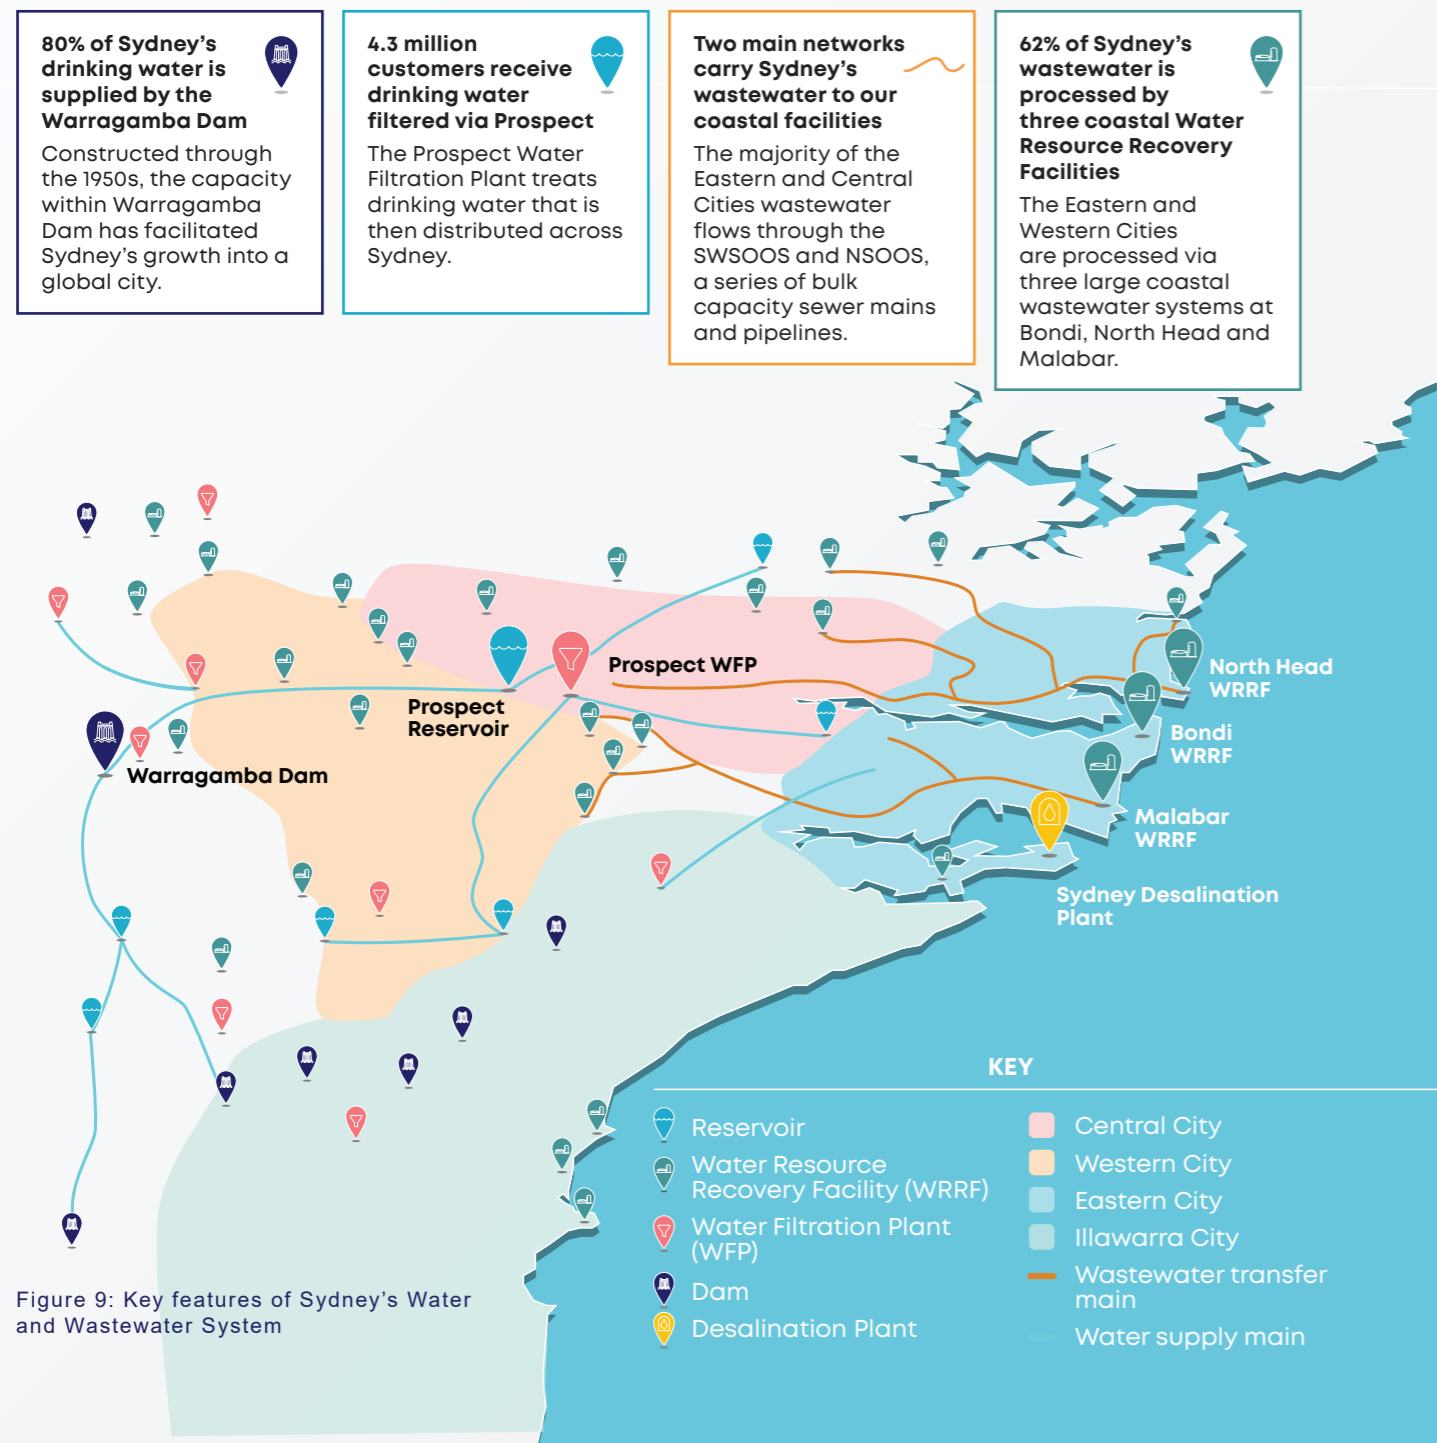 80% of Sydney's
drinking water is
supplied by the
Warragamba Dam
Constructed through
the 1950s, the capacity
within Warragamba
Dam has facilitated
Sydney's growth into a
global city.
4.3 million
customers receive
drinking water
filtered via Prospect
The Prospect Water
Filtration Plant treats
drinking water that is
then distributed across
Sydney.
Two main networks
carry Sydney's
wastewater to our
coastal facilities
The majority of the
Eastern and Central
Cities wastewater
flows through the
SWSOOS and NSOOS,
a series of bulk
capacity sewer mains
and pipelines.
62% of Sydney's
wastewater is
processed by
three coastal Water
Resource Recovery
Facilities
The Eastern and
Western Cities
are processed via
three large coastal
wastewater systems at
Bondi, North Head and
Malabar.
Prospect WFP
North Head
WRRF
Prospect
Reservoir
Bondi
WRRF
Warragamba Dam
Malabar
WRRF
Sydney Desalination
Plant
KEY
Reservoir
Water Resource
Recovery Facility (WRRF)
Water Filtration Plant
(WFP)
Dam
Desalination Plant
Central City
Western City
Eastern City
Illawarra City
Wastewater transfer
main
Water supply main
Figure 9: Key features of Sydney's Water
and Wastewater System